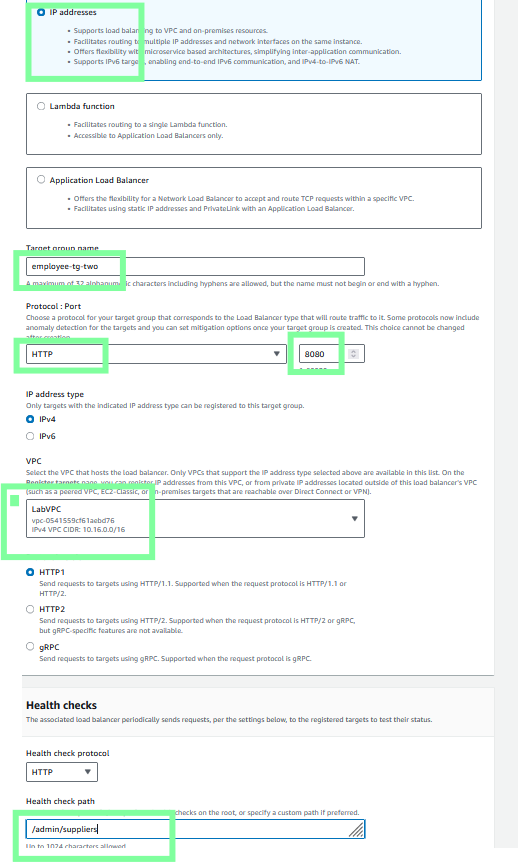 IP addresses
• Supports load balancing to VPC and on-premises resources.
• Facilitates routing to multiple IP addresses and network interfaces on the same instance.
• Offers flexibility with microservice based architectures, simplifying inter-application communication.
• Supports IPv6 targets, enabling end-to-end IPv6 communication, and IPv4-to-IPv6 NAT.
Lambda function
• Facilitates routing to a single Lambda function.
• Accessible to Application Load Balancers only.
Application Load Balancer
• Offers the flexibility for a Network Load Balancer to accept and route TCP requests within a specific VPC.
• Facilitates using static IP addresses and PrivateLink with an Application Load Balancer.
Target group name
employee-tg-two
A maximum of 32 alphanumeric characters including hyphens are allowed, but the name must not begin or end with a hyphen.
Protocol : Port
Choose a protocol for your target group that corresponds to the Load Balancer type that will route traffic to it. Some protocols now include
anomaly detection for the targets and you can set mitigation options once your target group is created. This choice cannot be changed
after creation
HTTP
8080
IP address type
Only targets with the indicated IP address type can be registered to this target group.
IPv4
IPv6
VPC
Select the VPC that hosts the load balancer. Only VPCs that support the IP address type selected above are available in this list. On the
Register targets page, you can register IP addresses from this VPC, or from private IP addresses located outside of this load balancer's VPC
(such as a peered VPC, EC2-Classic, or on-premises targets that are reachable over Direct Connect or VPN).
LabVPC
vpc-0541559cf61aebd76
IPv4 VPC CIDR: 10.16.0.0/16
HTTP1
Send requests to targets using HTTP/1.1. Supported when the request protocol is HTTP/1.1 or
HTTP/2.
HTTP2
Send requests to targets using HTTP/2. Supported when the request protocol is HTTP/2 or gRPC,
but gRPC-specific features are not available.
gRPC
Send requests to targets using gRPC. Supported when the request protocol is gRPC.
Health checks
The associated load balancer periodically sends requests, per the settings below, to the registered targets to test their status.
Health check protocol
HTTP
Health check path
checks on the root, or specify a custom path if preferred.
/admin/suppliers
Up to 1024 characters allowed.